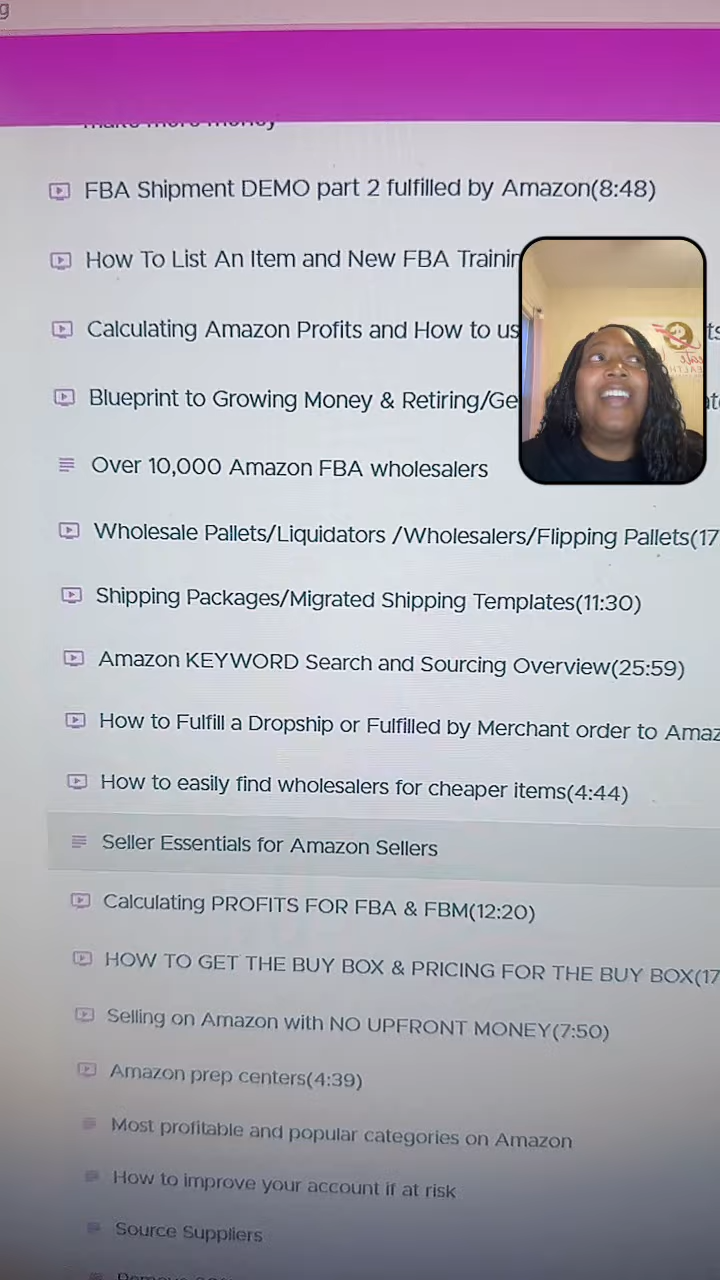 g
make more money
FBA Shipment DEMO part 2 fulfilled by Amazon(8:48)
How To List An Item and New FBA Trainin
Calculating Amazon Profits and How to us
ts
Blueprint to Growing Money & Retiring/Ge
Over 10,000 Amazon FBA wholesalers
Wholesale Pallets/Liquidators /Wholesalers/Flipping Pallets(17
Shipping Packages/Migrated Shipping Templates(11:30)
Amazon KEYWORD Search and Sourcing Overview(25:59)
How to Fulfill a Dropship or Fulfilled by Merchant order to Amaz
How to easily find wholesalers for cheaper items(4:44)
Seller Essentials for Amazon Sellers
Calculating PROFITS FOR FBA & FBM(12:20)
HOW TO GET THE BUY BOX & PRICING FOR THE BUY BOX(17
Selling on Amazon with NO UPFRONT MONEY(7:50)
Amazon prep centers(4:39)
Most profitable and popular categories on Amazon
How to improve your account if at risk
Source Suppliers